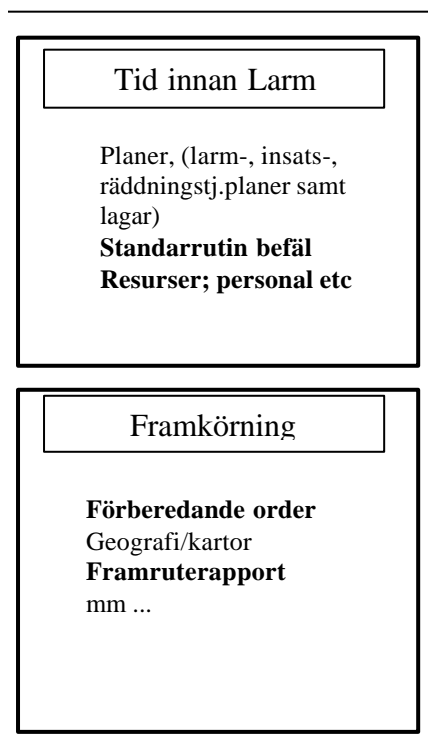 Tid innan Larm
Planer, (larm-, insats-,
räddningstj.planer samt
lagar)
Standarrutin befäl
Resurser; personal etc
Framkörning
Förberedande order
Geografi/kartor
Framruterapport
mm ...